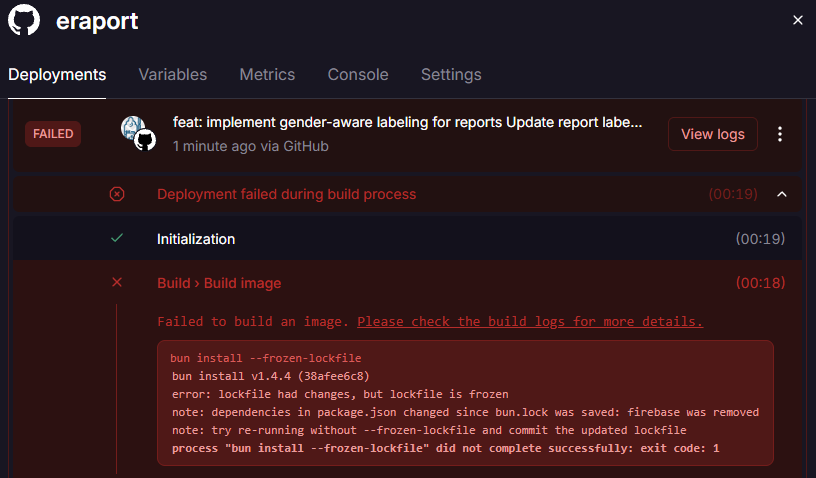 eraport
Deployments Variables Metrics Console Settings
FAILED
feat: implement gender-aware labeling for reports Update report labe...
1 minute ago via GitHub
View logs
Deployment failed during build process (00:19)
Initialization (00:19)
Build › Build image (00:18)
Failed to build an image. Please check the build logs for more details.
bun install --frozen-lockfile
bun install v1.4.4 (38afee6c8)
error: lockfile had changes, but lockfile is frozen
note: dependencies in package.json changed since bun.lock was saved: firebase was removed
note: try re-running without --frozen-lockfile and commit the updated lockfile
process "bun install --frozen-lockfile" did not complete successfully: exit code: 1